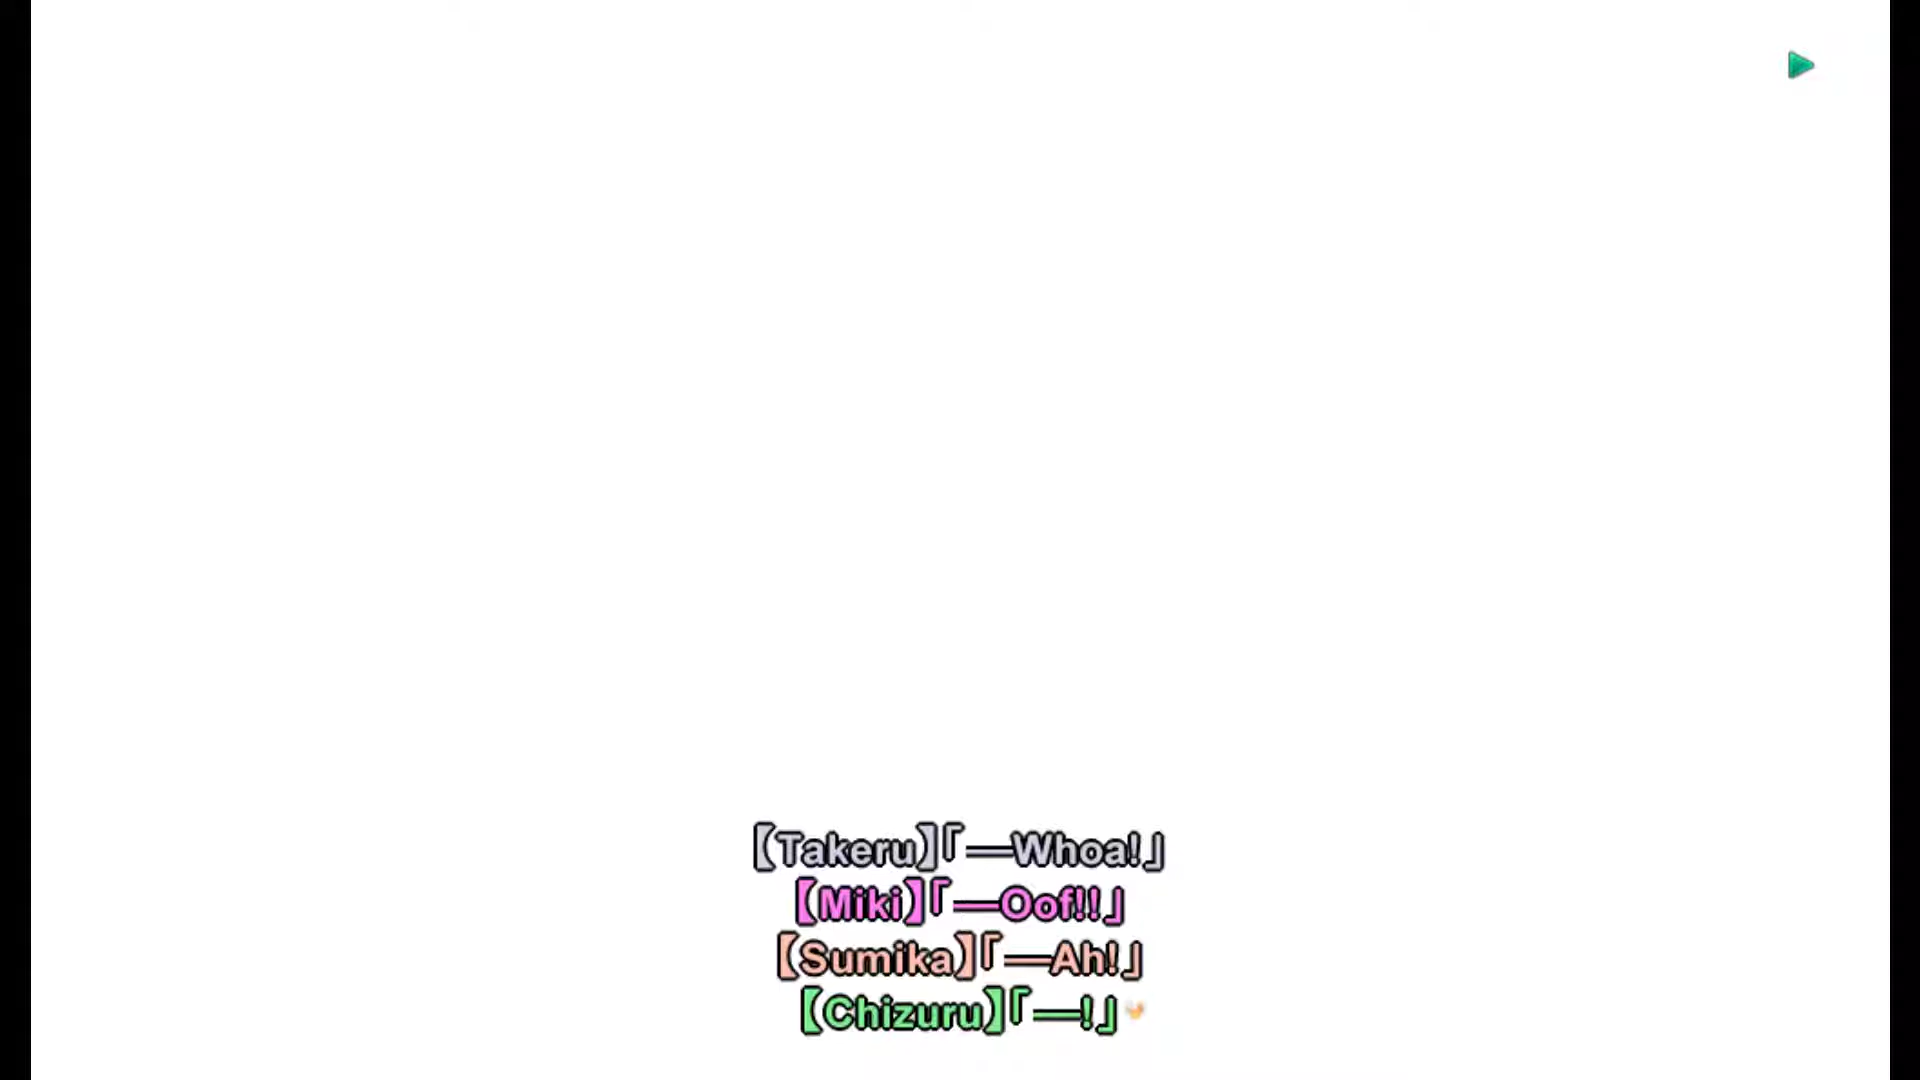 【Takeru】「──Whoa!」
【Miki】「──Oof!!」
【Sumika】「──Ah!」
【Chizuru】「──!」